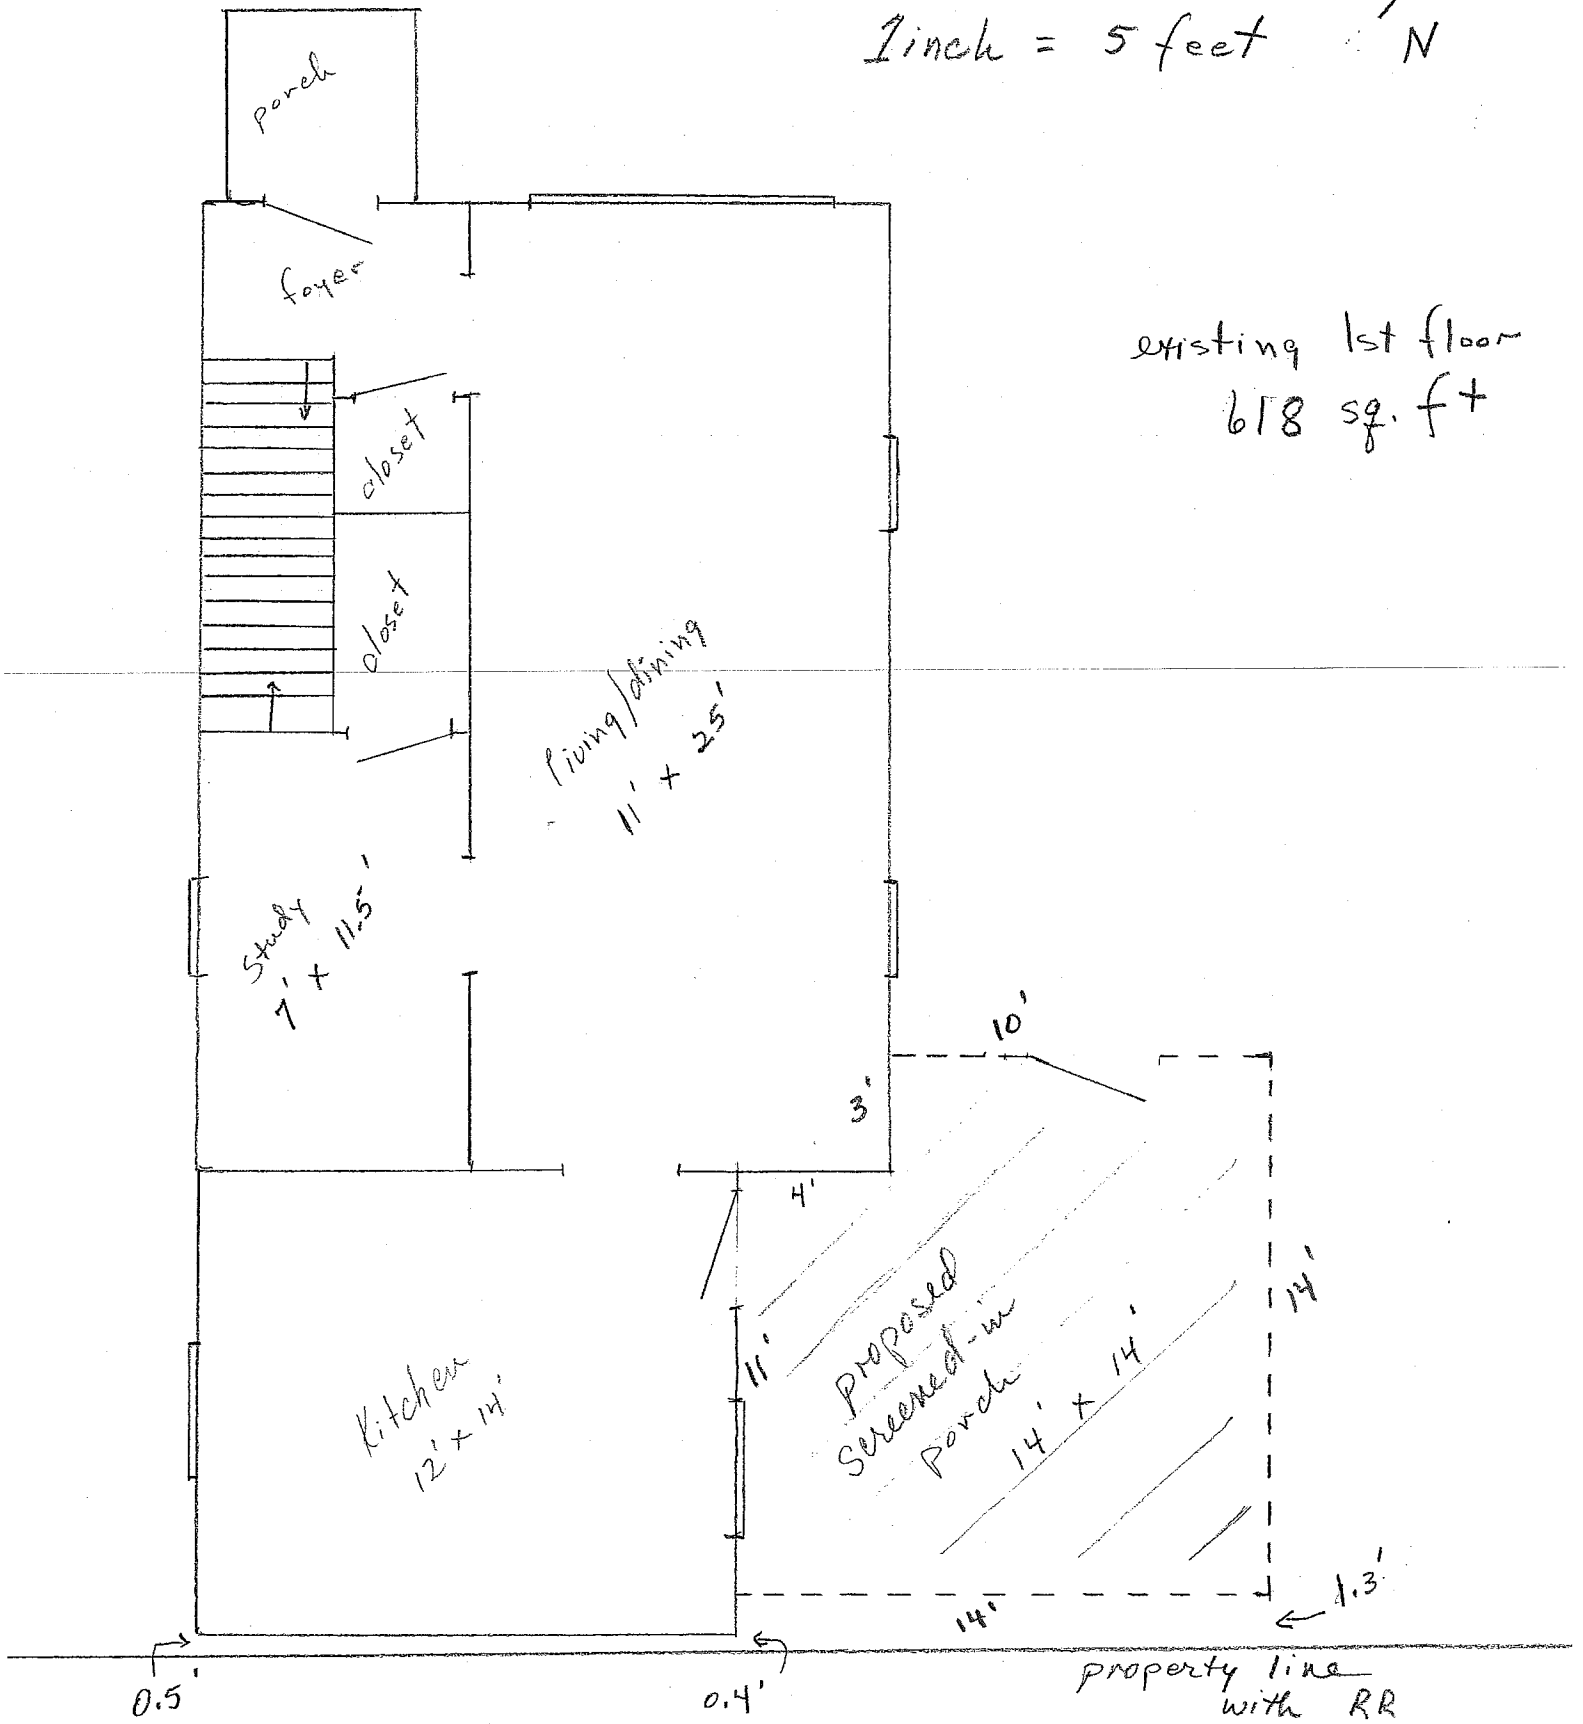 1 inch = 5 feet
N
porch
foyer
existing 1st floor
618 sq. ft
closet
closet
living/dining
11' x 25'
Study
7' x 11.5'
10'
3'
4'
14'
11'
proposed
screened-in
porch
14' x 14'
Kitchen
12' x 14'
14'
1.3'
0.5'
0.4'
property line
with RR